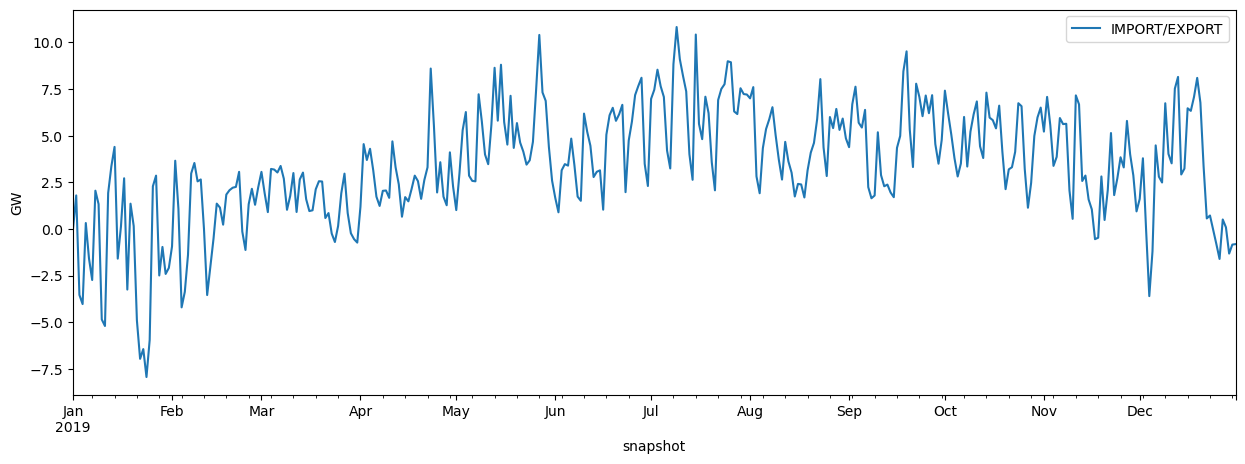 IMPORT/EXPORT
10.0
7.5
5.0
2.5
0.0
−2.5
−5.0
−7.5
GW
Jan Feb Mar Apr May Jun Jul Aug Sep Oct Nov Dec
2019
snapshot